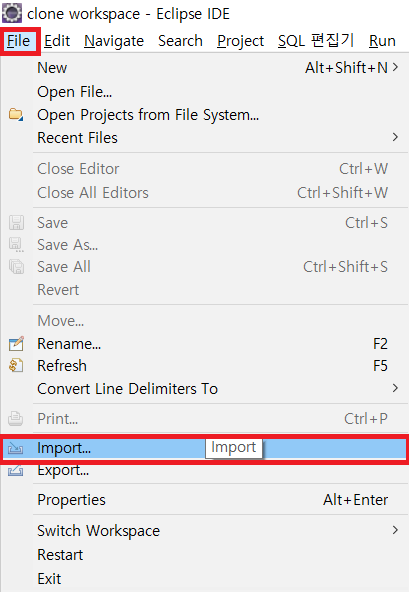 clone workspace - Eclipse IDE
File Edit Navigate Search Project SQL 편집기 Run
New Alt+Shift+N >
Open File...
Open Projects from File System...
Recent Files >
Close Editor Ctrl+W
Close All Editors Ctrl+Shift+W
Save Ctrl+S
Save As...
Save All Ctrl+Shift+S
Revert
Move...
Rename... F2
Refresh F5
Convert Line Delimiters To >
Print... Ctrl+P
Import... Import
Export...
Properties Alt+Enter
Switch Workspace >
Restart
Exit